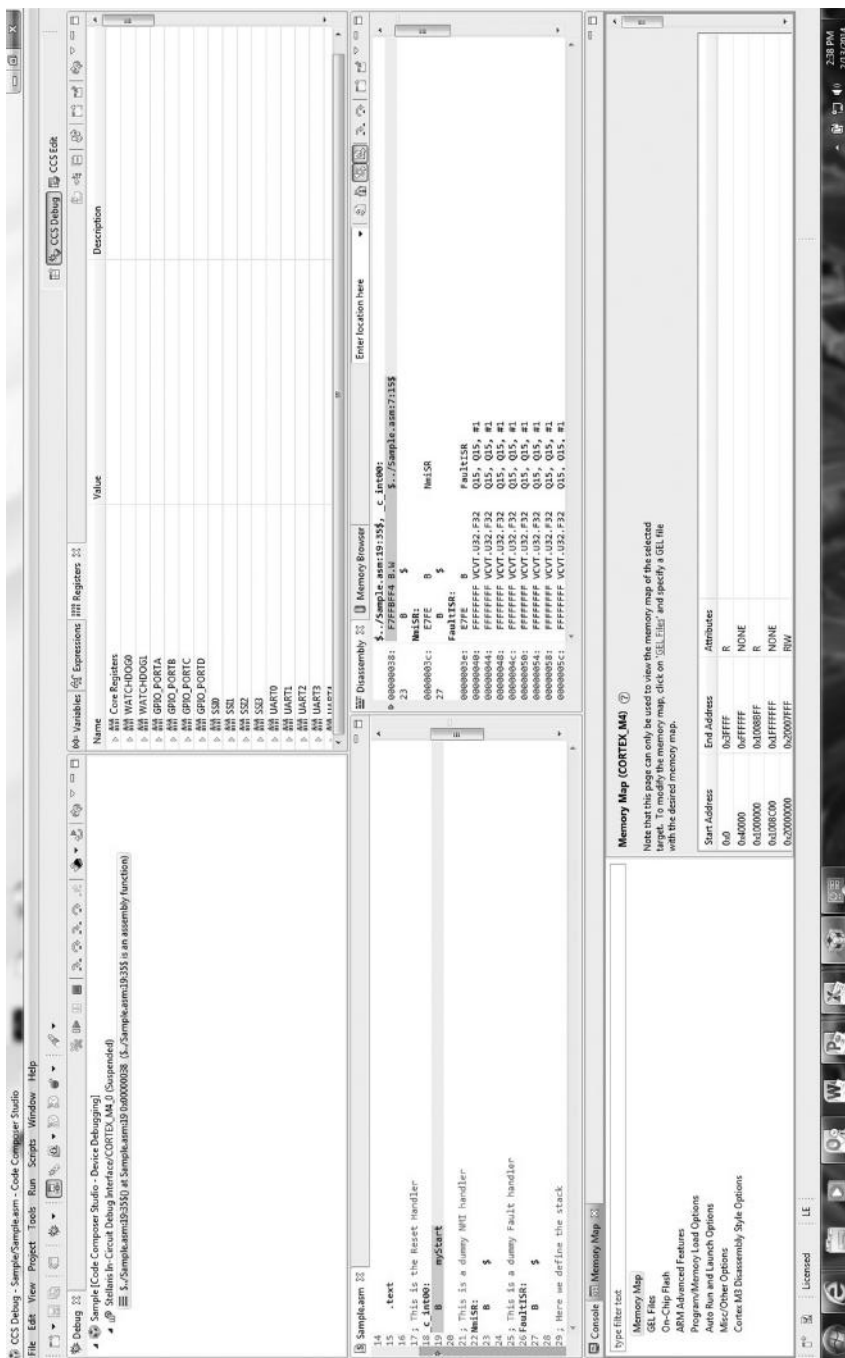 CCS Debug - Sample/Sample.asm - Code Composer Studio
File Edit View Project Tools Run Scripts Window Help
CCS Debug CCS Edit
Debug
Sample [Code Composer Studio - Device Debugging]
Stellaris In-Circuit Debug Interface/CORTEX_M4_0 (Suspended)
$../Sample.asm:19:35$() at Sample.asm:19 0x00000038 ($../Sample.asm:19:35$ is an assembly function)
Variables Expressions Registers
Name Value Description
Core Registers
WATCHDOG0
WATCHDOG1
GPIO_PORTA
GPIO_PORTB
GPIO_PORTC
GPIO_PORTD
SSI0
SSI1
SSI2
SSI3
UART0
UART1
UART2
UART3
UART4
Sample.asm
14
15 .text
16
17 ; This is the Reset Handler
18 _c_int00:
19 B myStart
20
21 ; This is a dummy NMI handler
22 NmiSR:
23 B $
24
25 ; This is a dummy Fault handler
26 FaultISR:
27 B $
28
29 ; Here we define the stack
Disassembly Memory Browser
Enter location here
$../Sample.asm:19:35$, _c_int00:
00000038: F7FFBFF4 B.W $../Sample.asm:7:15$
23 B $
NmiSR:
0000003c: E7FE B NmiSR
27 B $
FaultISR:
0000003e: E7FE B FaultISR
00000040: FFFFFFFF VCVT.U32.F32 Q15, Q15, #1
00000044: FFFFFFFF VCVT.U32.F32 Q15, Q15, #1
00000048: FFFFFFFF VCVT.U32.F32 Q15, Q15, #1
0000004c: FFFFFFFF VCVT.U32.F32 Q15, Q15, #1
00000050: FFFFFFFF VCVT.U32.F32 Q15, Q15, #1
00000054: FFFFFFFF VCVT.U32.F32 Q15, Q15, #1
00000058: FFFFFFFF VCVT.U32.F32 Q15, Q15, #1
0000005c: FFFFFFFF VCVT.U32.F32 Q15, Q15, #1
Console Memory Map
type filter text
Memory Map
GEL Files
On-Chip Flash
ARM Advanced Features
Program/Memory Load Options
Auto Run and Launch Options
Misc/Other Options
Cortex M3 Disassembly Style Options
Memory Map (CORTEX_M4)
Note that this page can only be used to view the memory map of the selected
target. To modify the memory map, click on 'GEL Files' and specify a GEL file
with the desired memory map.
Start Address End Address Attributes
0x0 0x3FFFF R
0x40000 0xFFFFFF NONE
0x1000000 0x10088FF R
0x1008C00 0x1FFFFFFF NONE
0x20000000 0x20007FFF R|W
Licensed LE
2:38 PM
2/13/2014